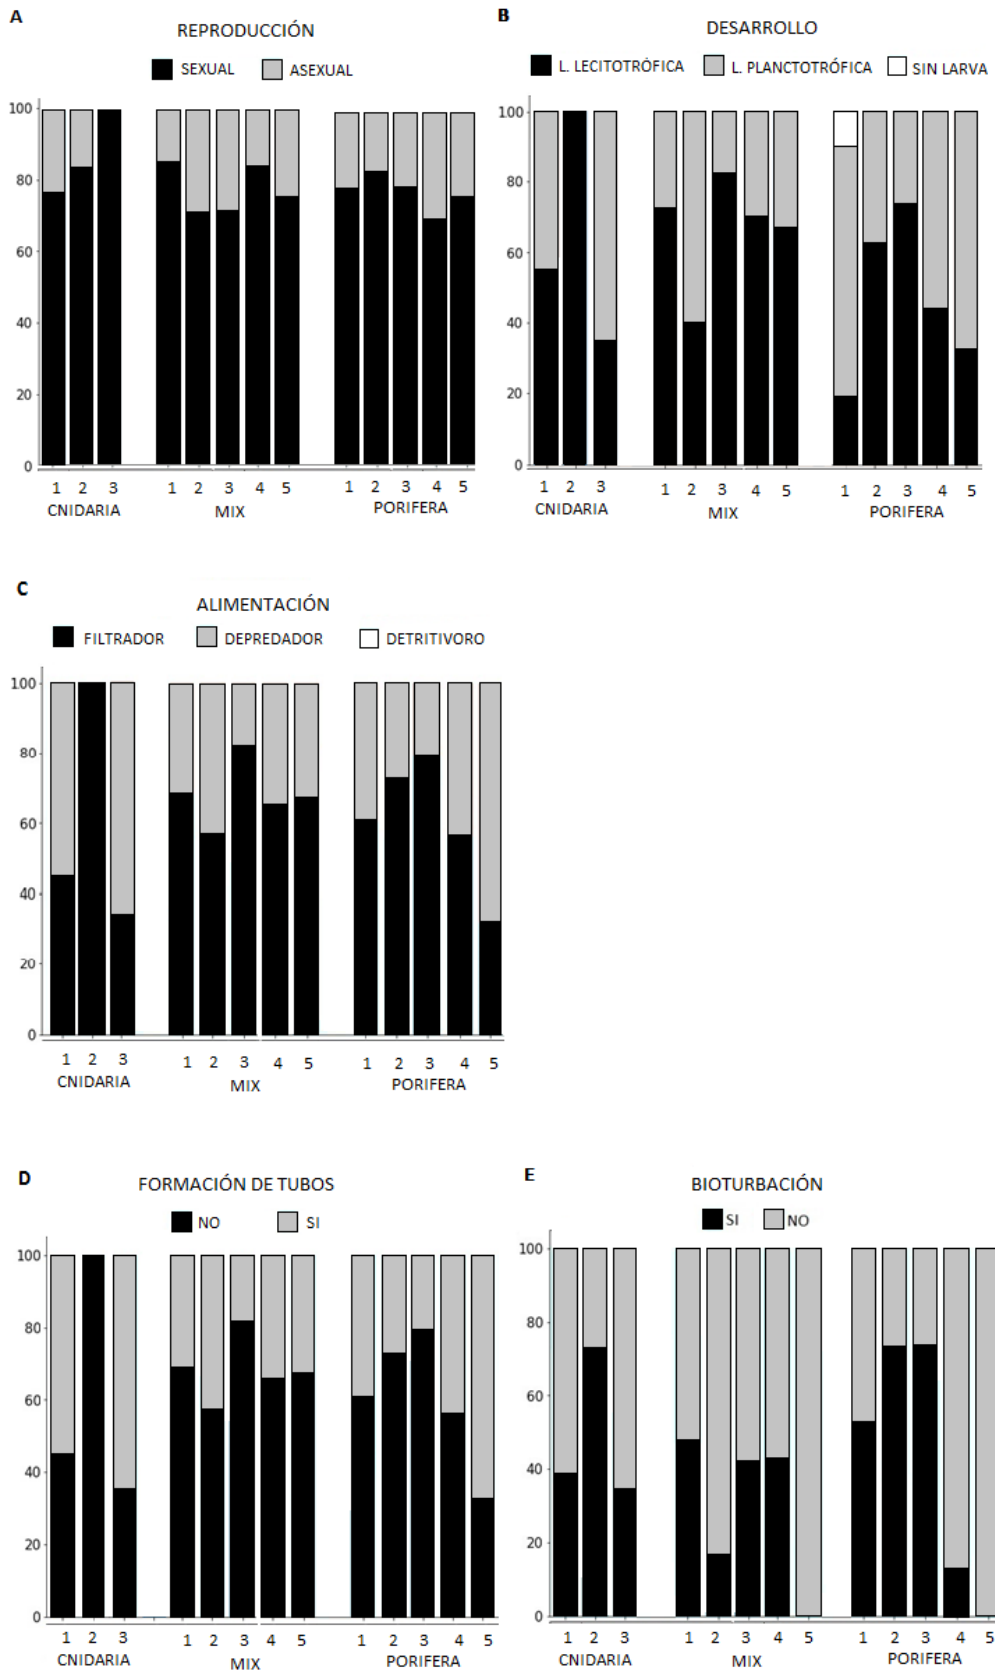 A
REPRODUCCIÓN
SEXUAL ASEXUAL
100
80
60
40
20
0
1 2 3 1 2 3 4 5 1 2 3 4 5
CNIDARIA MIX PORIFERA
B
DESARROLLO
L. LECITOTRÓFICA L. PLANCTOTRÓFICA SIN LARVA
100
80
60
40
20
0
1 2 3 1 2 3 4 5 1 2 3 4 5
CNIDARIA MIX PORIFERA
C
ALIMENTACIÓN
FILTRADOR DEPREDADOR DETRITIVORO
100
80
60
40
20
0
1 2 3 1 2 3 4 5 1 2 3 4 5
CNIDARIA MIX PORIFERA
D
FORMACIÓN DE TUBOS
NO SI
100
80
60
40
20
0
1 2 3 1 2 3 4 5 1 2 3 4 5
CNIDARIA MIX PORIFERA
E
BIOTURBACIÓN
SI NO
100
80
60
40
20
0
1 2 3 1 2 3 4 5 1 2 3 4 5
CNIDARIA MIX PORIFERA